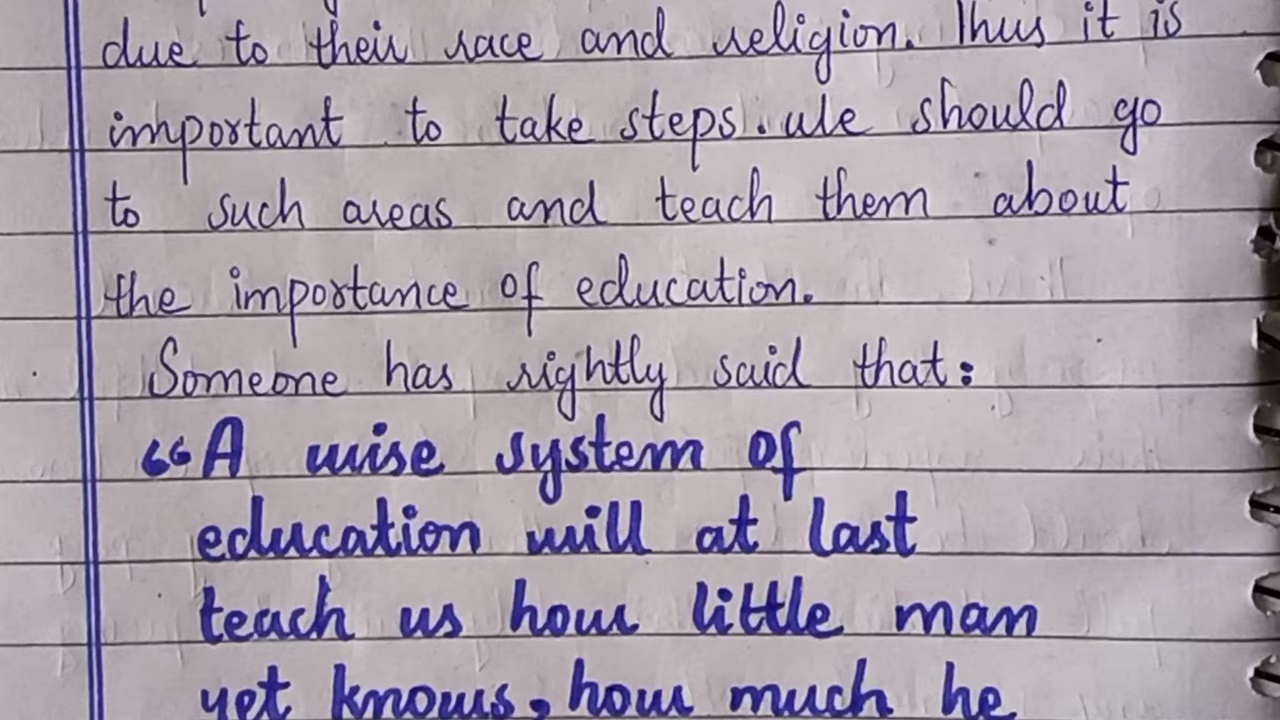 due to their race and religion. Thus it is
important to take steps. We should go
to such areas and teach them about
the importance of education.
Someone has rightly said that:
“A wise system of
education will at last
teach us how little man
yet knows, how much he